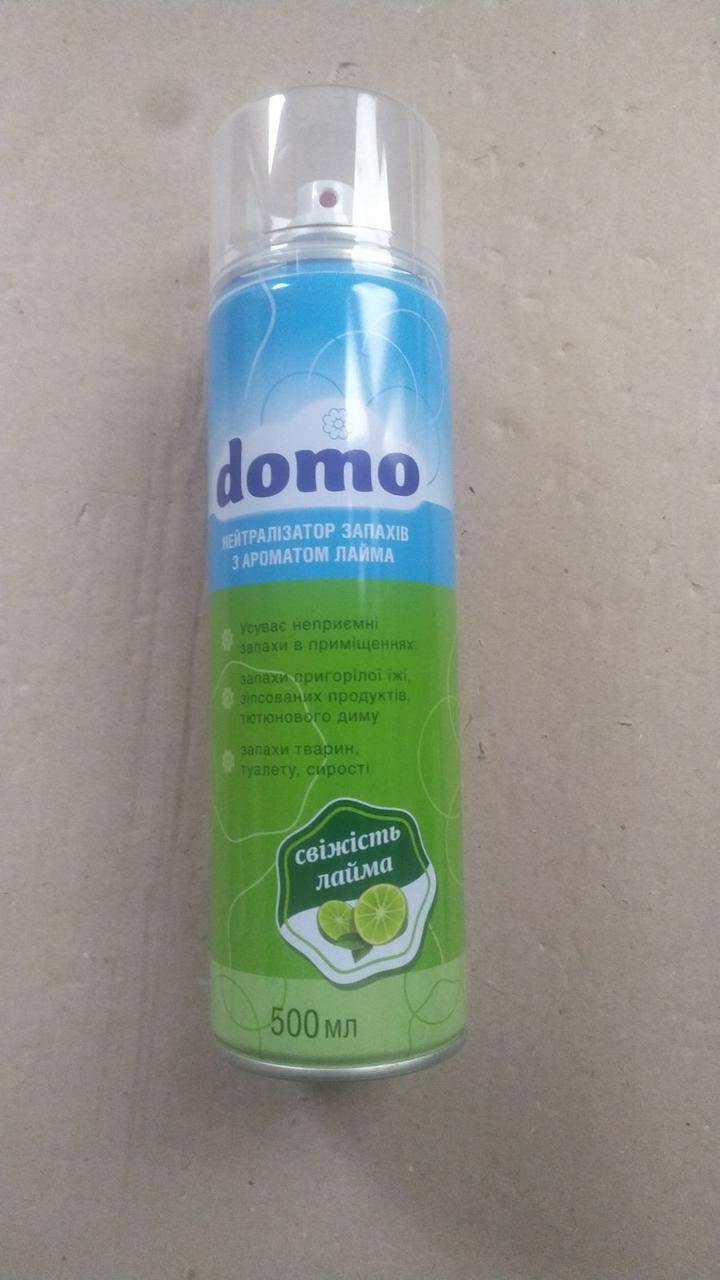 domo
НЕЙТРАЛІЗАТОР ЗАПАХІВ
З АРОМАТОМ ЛАЙМА
Усуває неприємні
запахи в приміщеннях:
запахи пригорілої їжі,
зіпсованих продуктів,
тютюнового диму
запахи тварин,
туалету, сирості
свіжість
лайма
500 мл